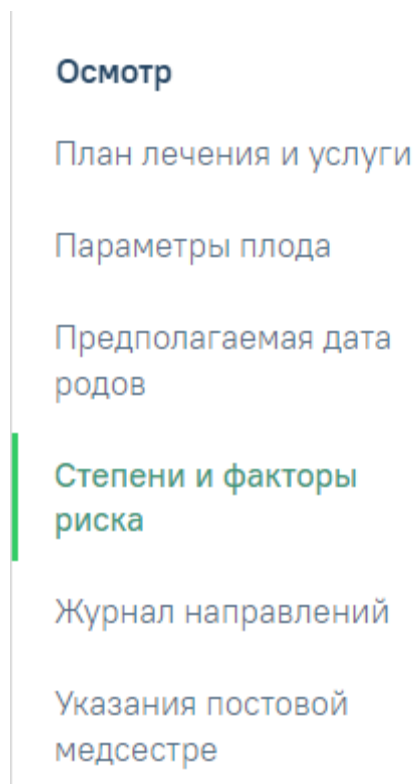 Осмотр
План лечения и услуги
Параметры плода
Предполагаемая дата
родов
Степени и факторы
риска
Журнал направлений
Указания постовой
медсестре